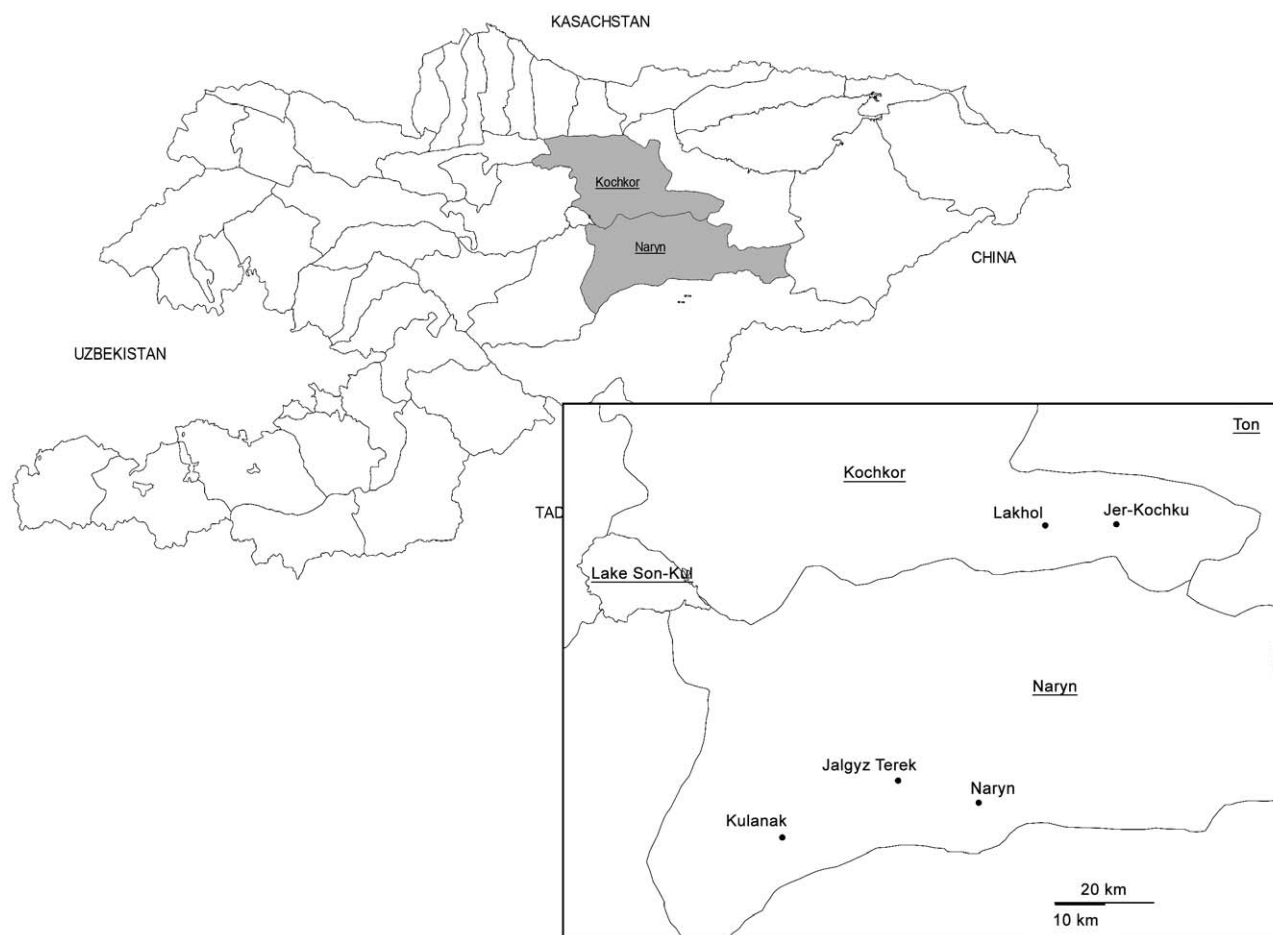 KASACHSTAN
Kochkor
Naryn
CHINA
UZBEKISTAN
TAD
Ton
Kochkor
Lakhol
Jer-Kochku
Lake Son-Kul
Naryn
Jalgyz Terek
Naryn
Kulanak
20 km
10 km